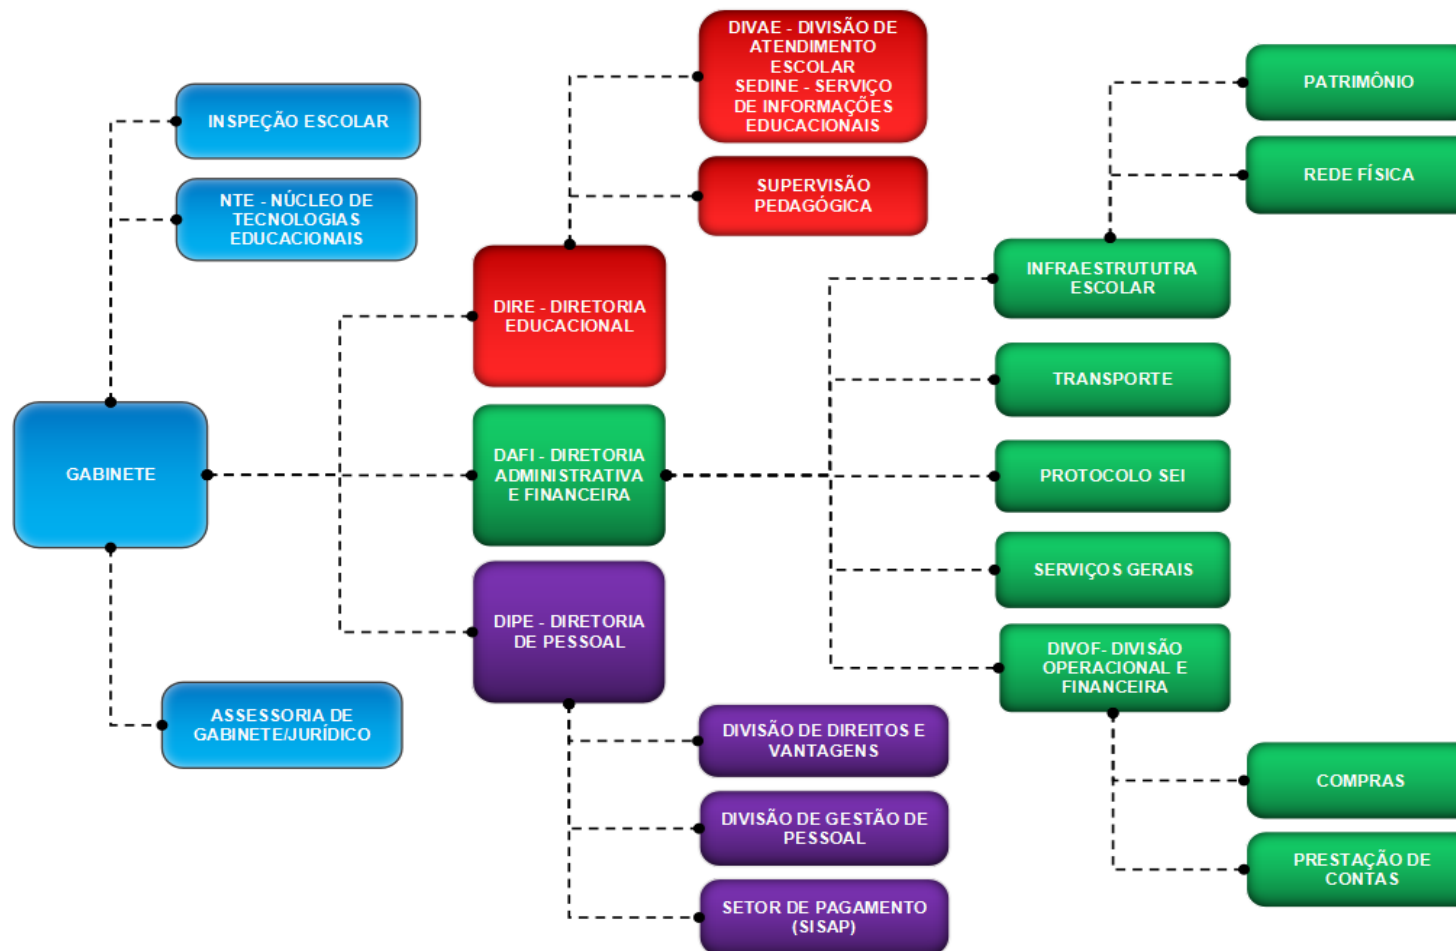 INSPEÇÃO ESCOLAR
NTE - NÚCLEO DE
TECNOLOGIAS
EDUCACIONAIS
GABINETE
ASSESSORIA DE
GABINETE/JURÍDICO
DIVAE - DIVISÃO DE
ATENDIMENTO
ESCOLAR
SEDINE - SERVIÇO
DE INFORMAÇÕES
EDUCACIONAIS
SUPERVISÃO
PEDAGÓGICA
DIRE - DIRETORIA
EDUCACIONAL
DAFI - DIRETORIA
ADMINISTRATIVA
E FINANCEIRA
DIPE - DIRETORIA
DE PESSOAL
DIVISÃO DE DIREITOS E
VANTAGENS
DIVISÃO DE GESTÃO DE
PESSOAL
SETOR DE PAGAMENTO
(SISAP)
PATRIMÔNIO
REDE FÍSICA
INFRAESTRUTUTRA
ESCOLAR
TRANSPORTE
PROTOCOLO SEI
SERVIÇOS GERAIS
DIVOF- DIVISÃO
OPERACIONAL E
FINANCEIRA
COMPRAS
PRESTAÇÃO DE
CONTAS